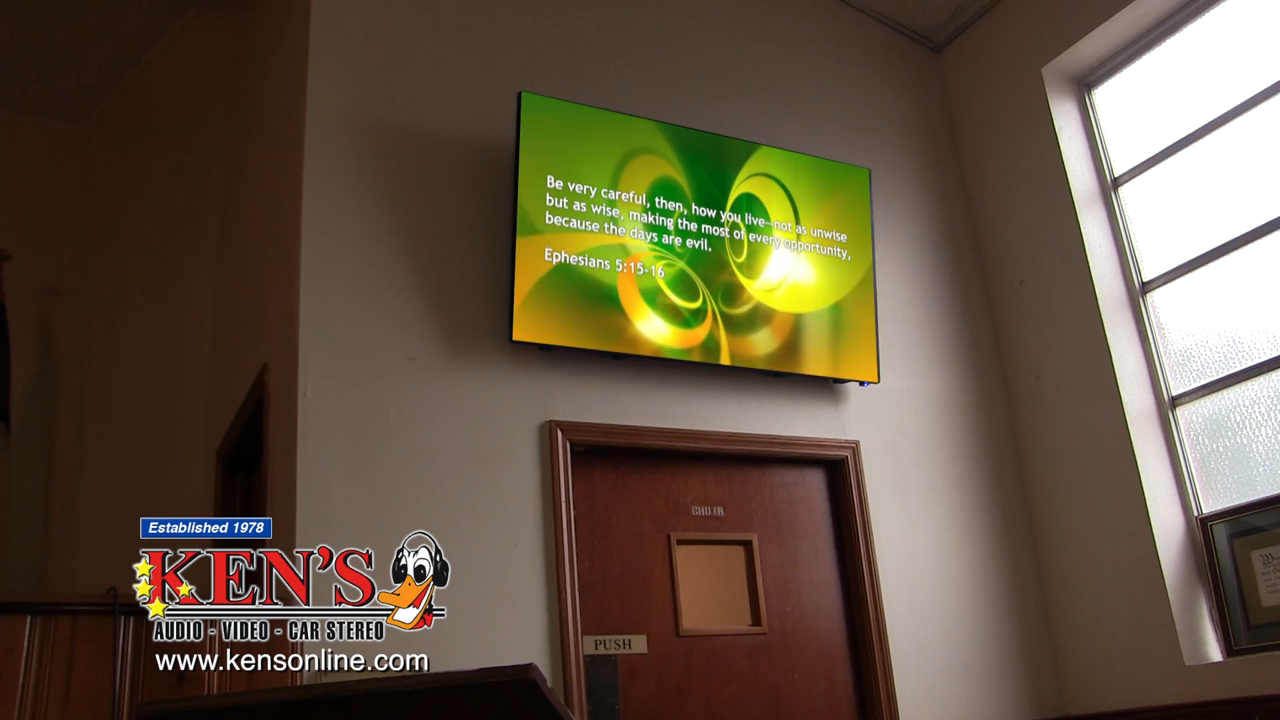 Be very careful, then, how you live—not as unwise
but as wise, making the most of every opportunity,
because the days are evil.
Ephesians 5:15-16
CHOIR
PUSH
Established 1978
KEN'S
AUDIO - VIDEO - CAR STEREO
www.kensonline.com